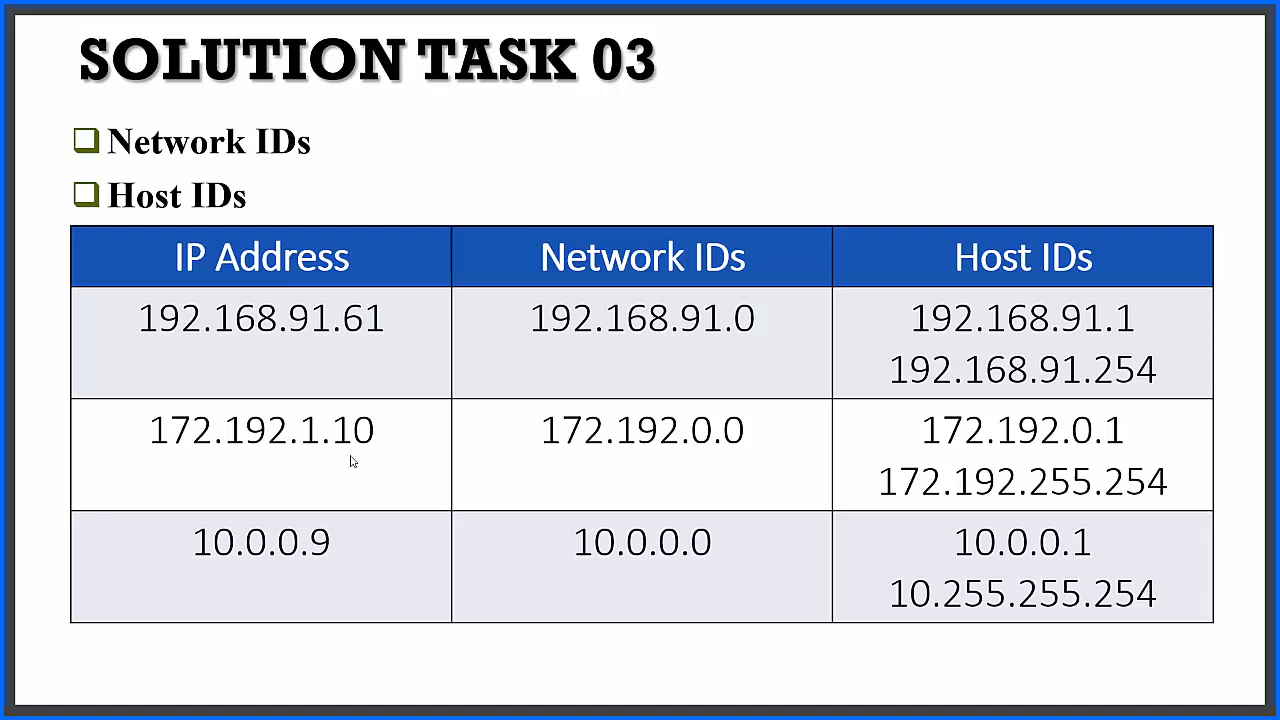 SOLUTION TASK 03
Network IDs
Host IDs
IP Address Network IDs Host IDs
192.168.91.61 192.168.91.0 192.168.91.1
192.168.91.254
172.192.1.10 172.192.0.0 172.192.0.1
172.192.255.254
10.0.0.9 10.0.0.0 10.0.0.1
10.255.255.254